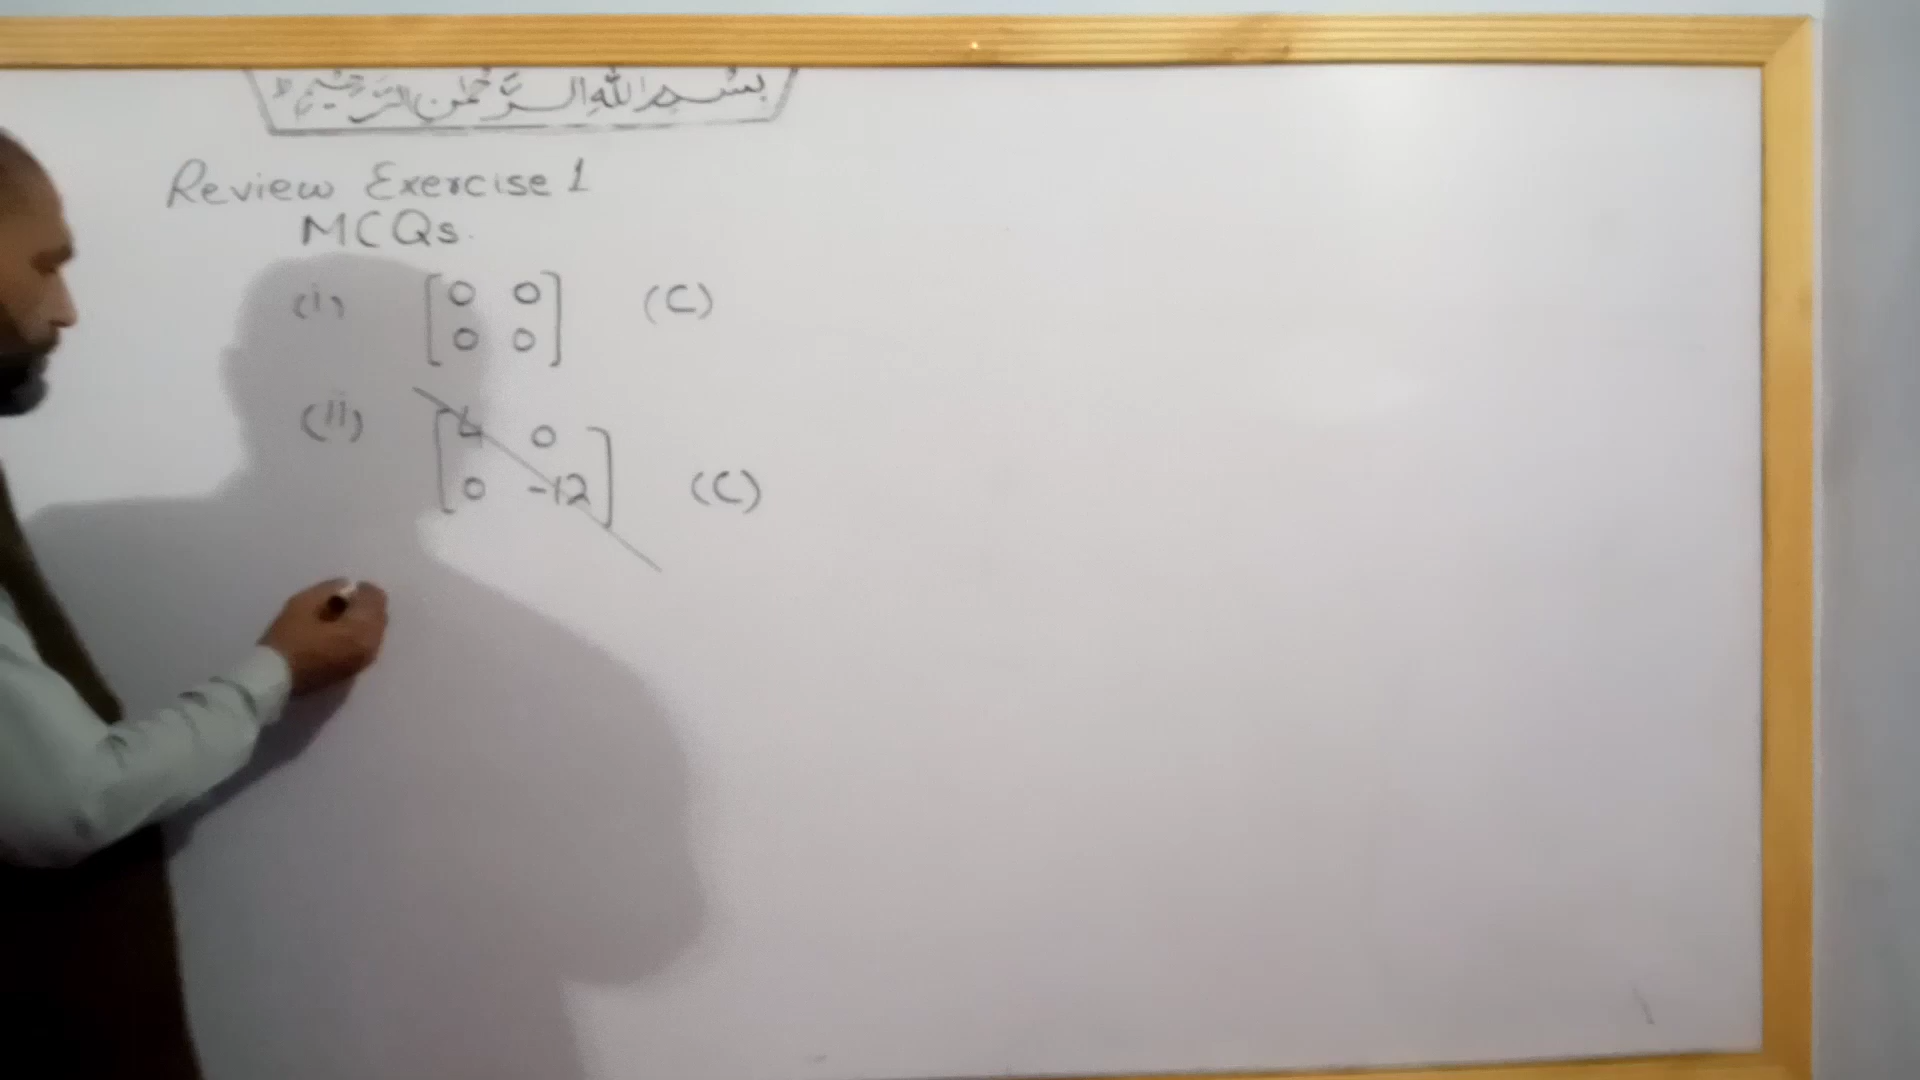 بسم الله الرحمن الرحيم
Review Exercise 1
MCQs.
(i) [0 0
0 0] (C)
(ii) [4 0
0 -12] (C)